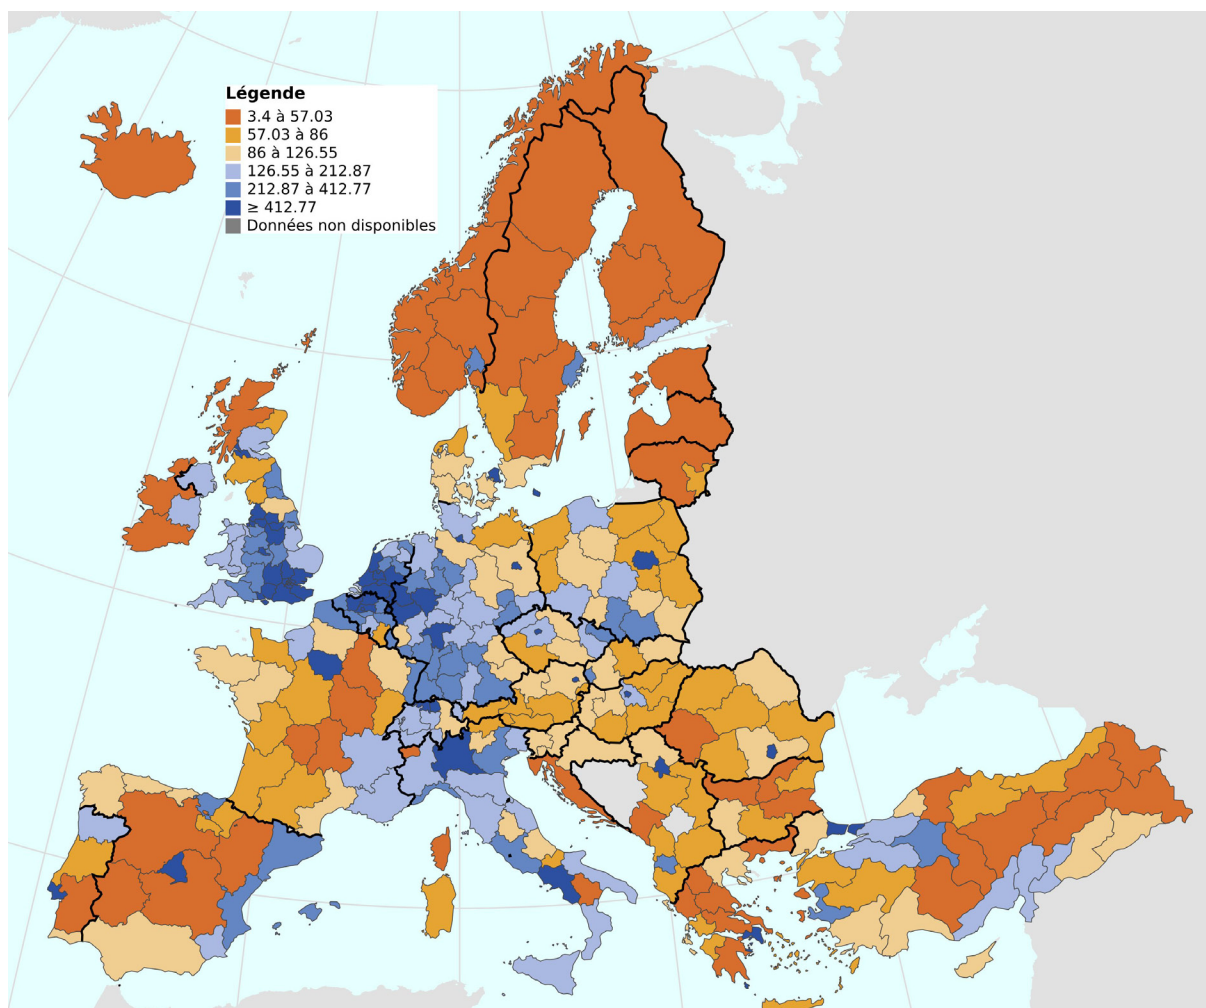 Légende
3.4 à 57.03
57.03 à 86
86 à 126.55
126.55 à 212.87
212.87 à 412.77
≥ 412.77
Données non disponibles